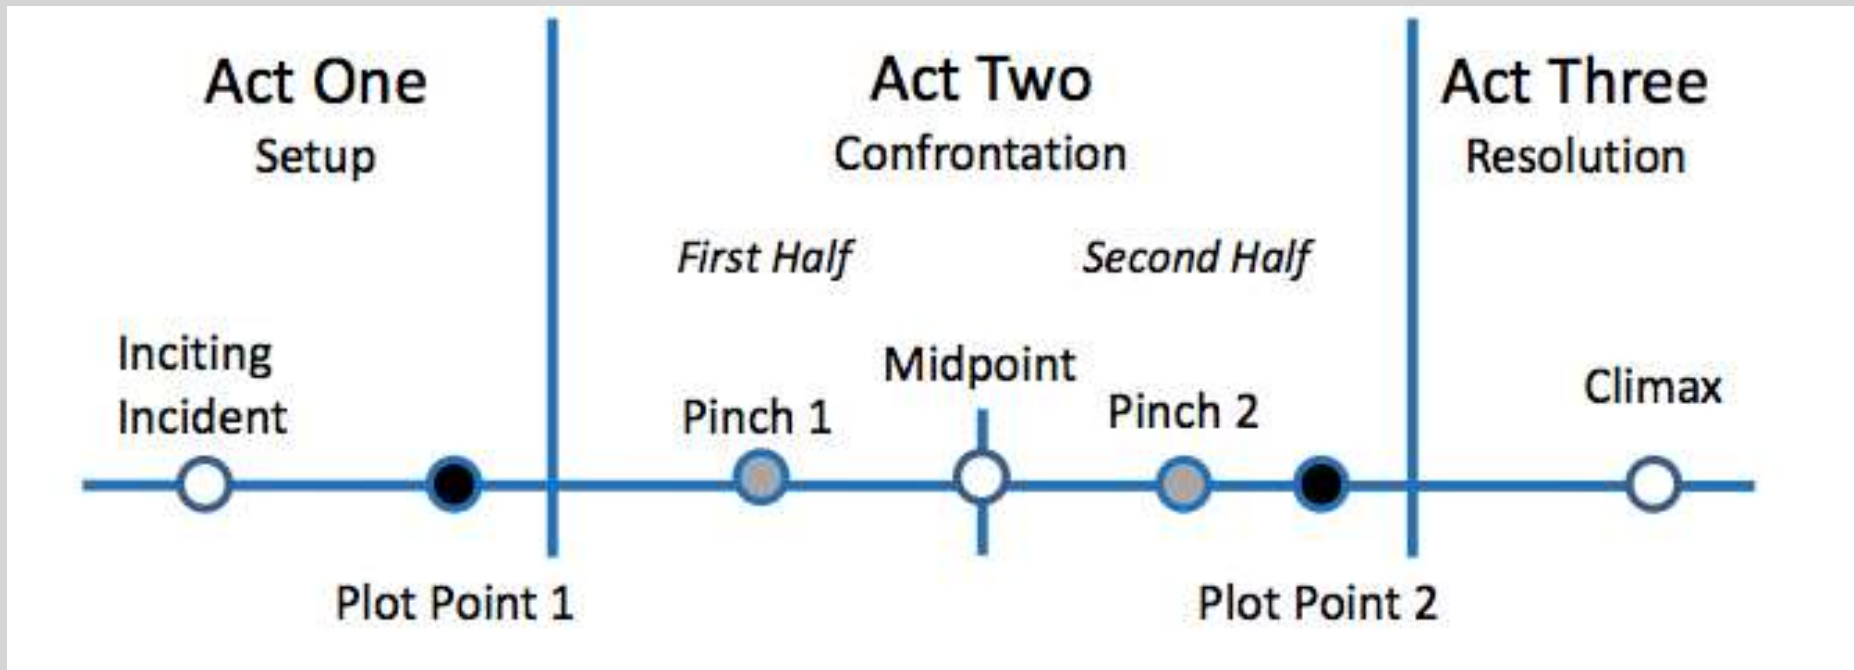 Act One
Setup
Act Two
Confrontation
Act Three
Resolution
First Half
Second Half
Inciting
Incident
Pinch 1
Midpoint
Pinch 2
Climax
Plot Point 1
Plot Point 2